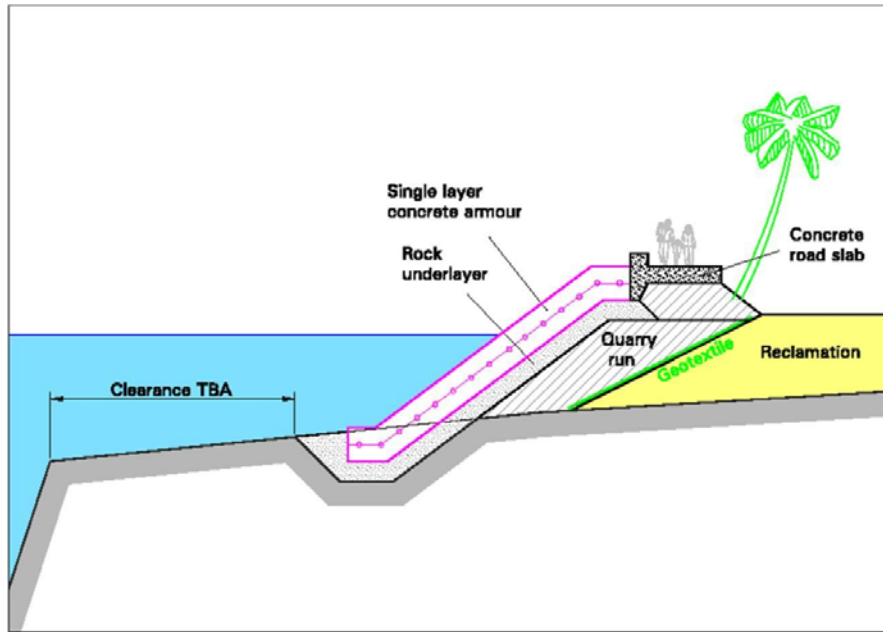 Single layer
concrete armour
Rock
underlayer
Concrete
road slab
Quarry
run
Geotextile
Reclamation
Clearance TBA